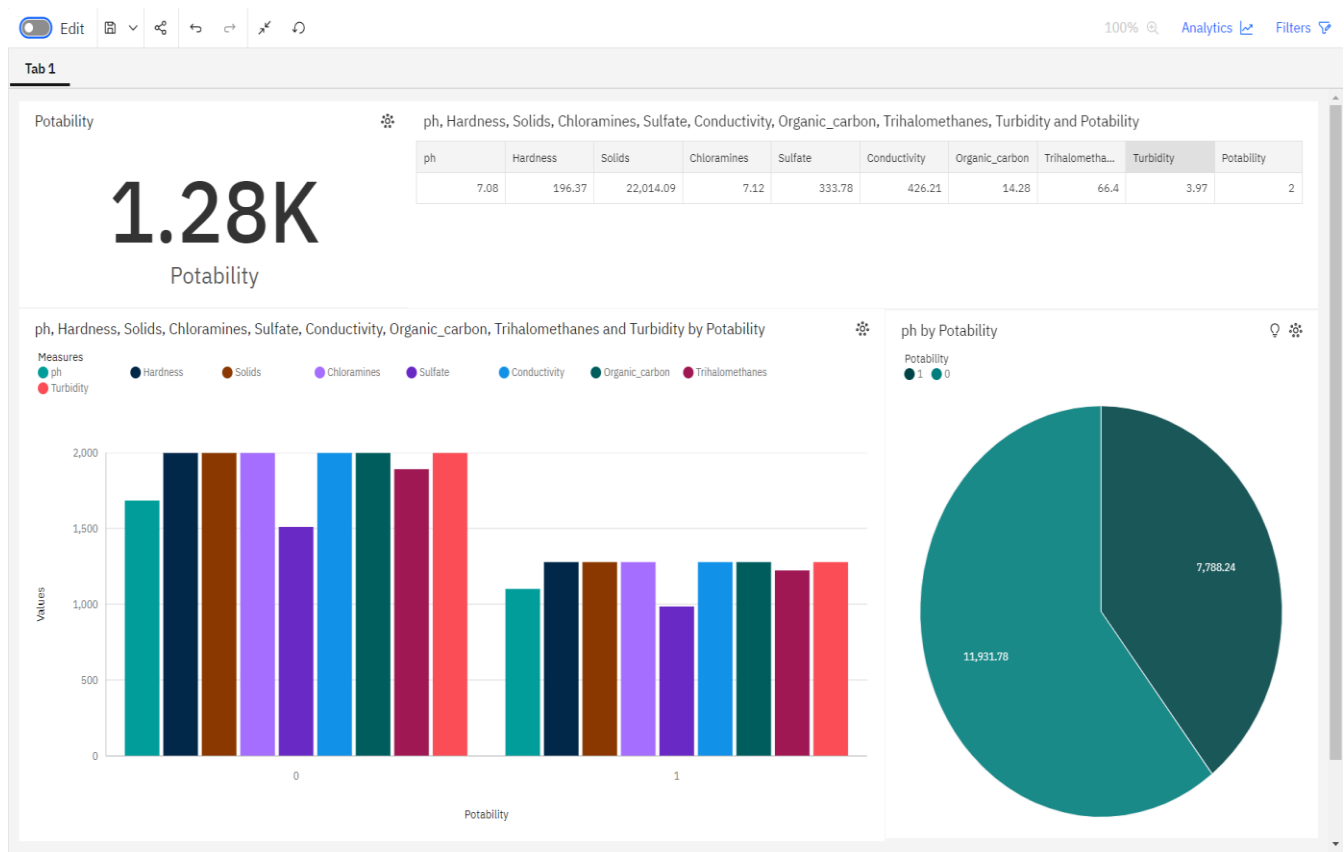 Edit 100% Analytics Filters
Tab 1
Potability
1.28K
Potability
ph, Hardness, Solids, Chloramines, Sulfate, Conductivity, Organic_carbon, Trihalomethanes, Turbidity and Potability
ph Hardness Solids Chloramines Sulfate Conductivity Organic_carbon Trihalometha... Turbidity Potability
7.08 196.37 22,014.09 7.12 333.78 426.21 14.28 66.4 3.97 2
ph, Hardness, Solids, Chloramines, Sulfate, Conductivity, Organic_carbon, Trihalomethanes and Turbidity by Potability
Measures
ph Hardness Solids Chloramines Sulfate Conductivity Organic_carbon Trihalomethanes
Turbidity
2,000
1,500
1,000
500
0
Values
0 1
Potability
ph by Potability
Potability
1 0
7,788.24
11,931.78